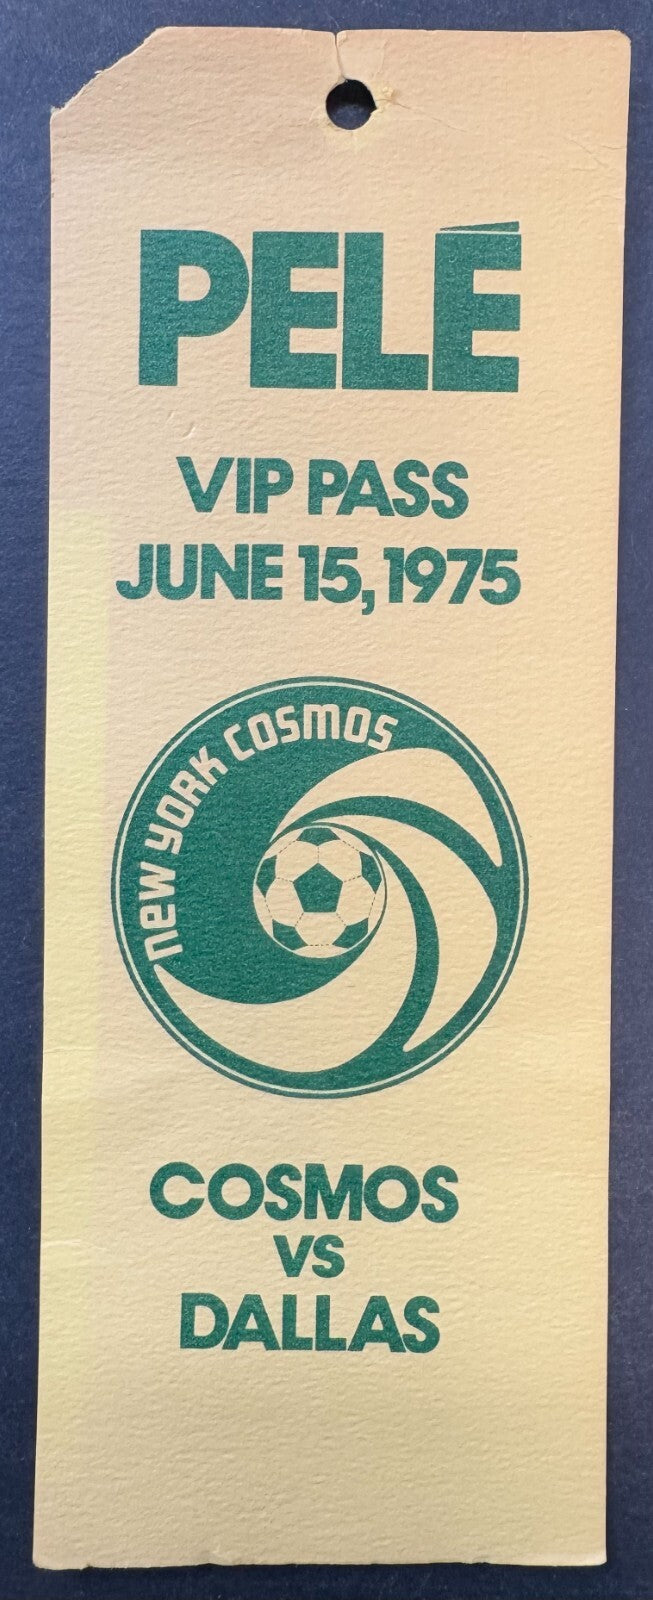 PELÉ
VIP PASS
JUNE 15, 1975
NEW YORK COSMOS
COSMOS
VS
DALLAS